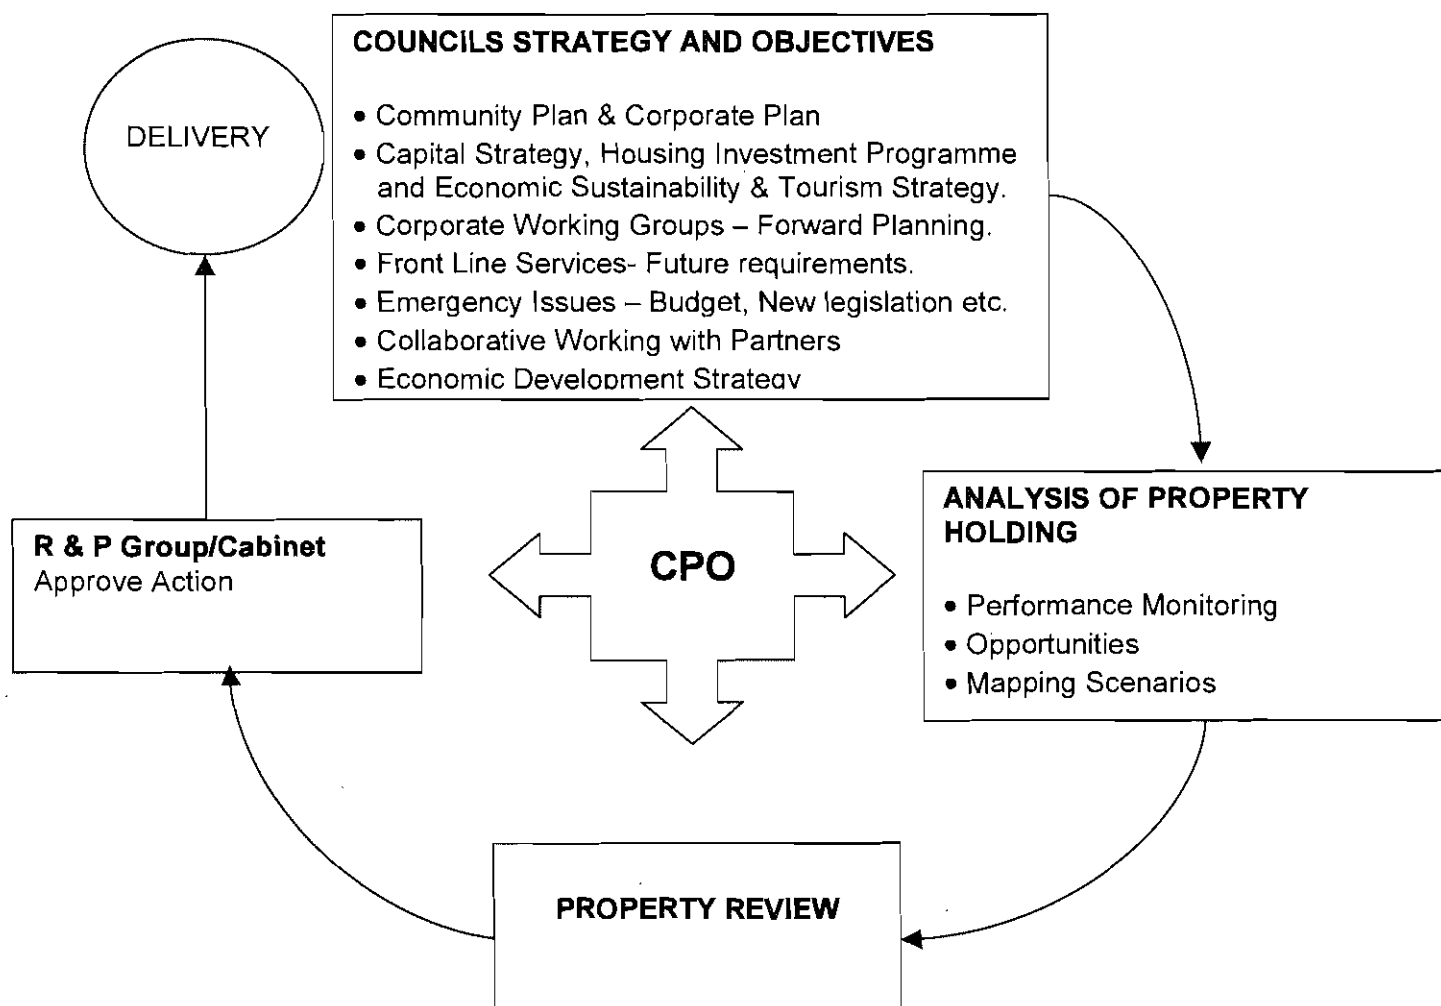 DELIVERY
COUNCILS STRATEGY AND OBJECTIVES
• Community Plan & Corporate Plan
• Capital Strategy, Housing Investment Programme
and Economic Sustainability & Tourism Strategy.
• Corporate Working Groups – Forward Planning.
• Front Line Services- Future requirements.
• Emergency Issues – Budget, New legislation etc.
• Collaborative Working with Partners
• Economic Development Strategy
R & P Group/Cabinet
Approve Action
CPO
ANALYSIS OF PROPERTY
HOLDING
• Performance Monitoring
• Opportunities
• Mapping Scenarios
PROPERTY REVIEW